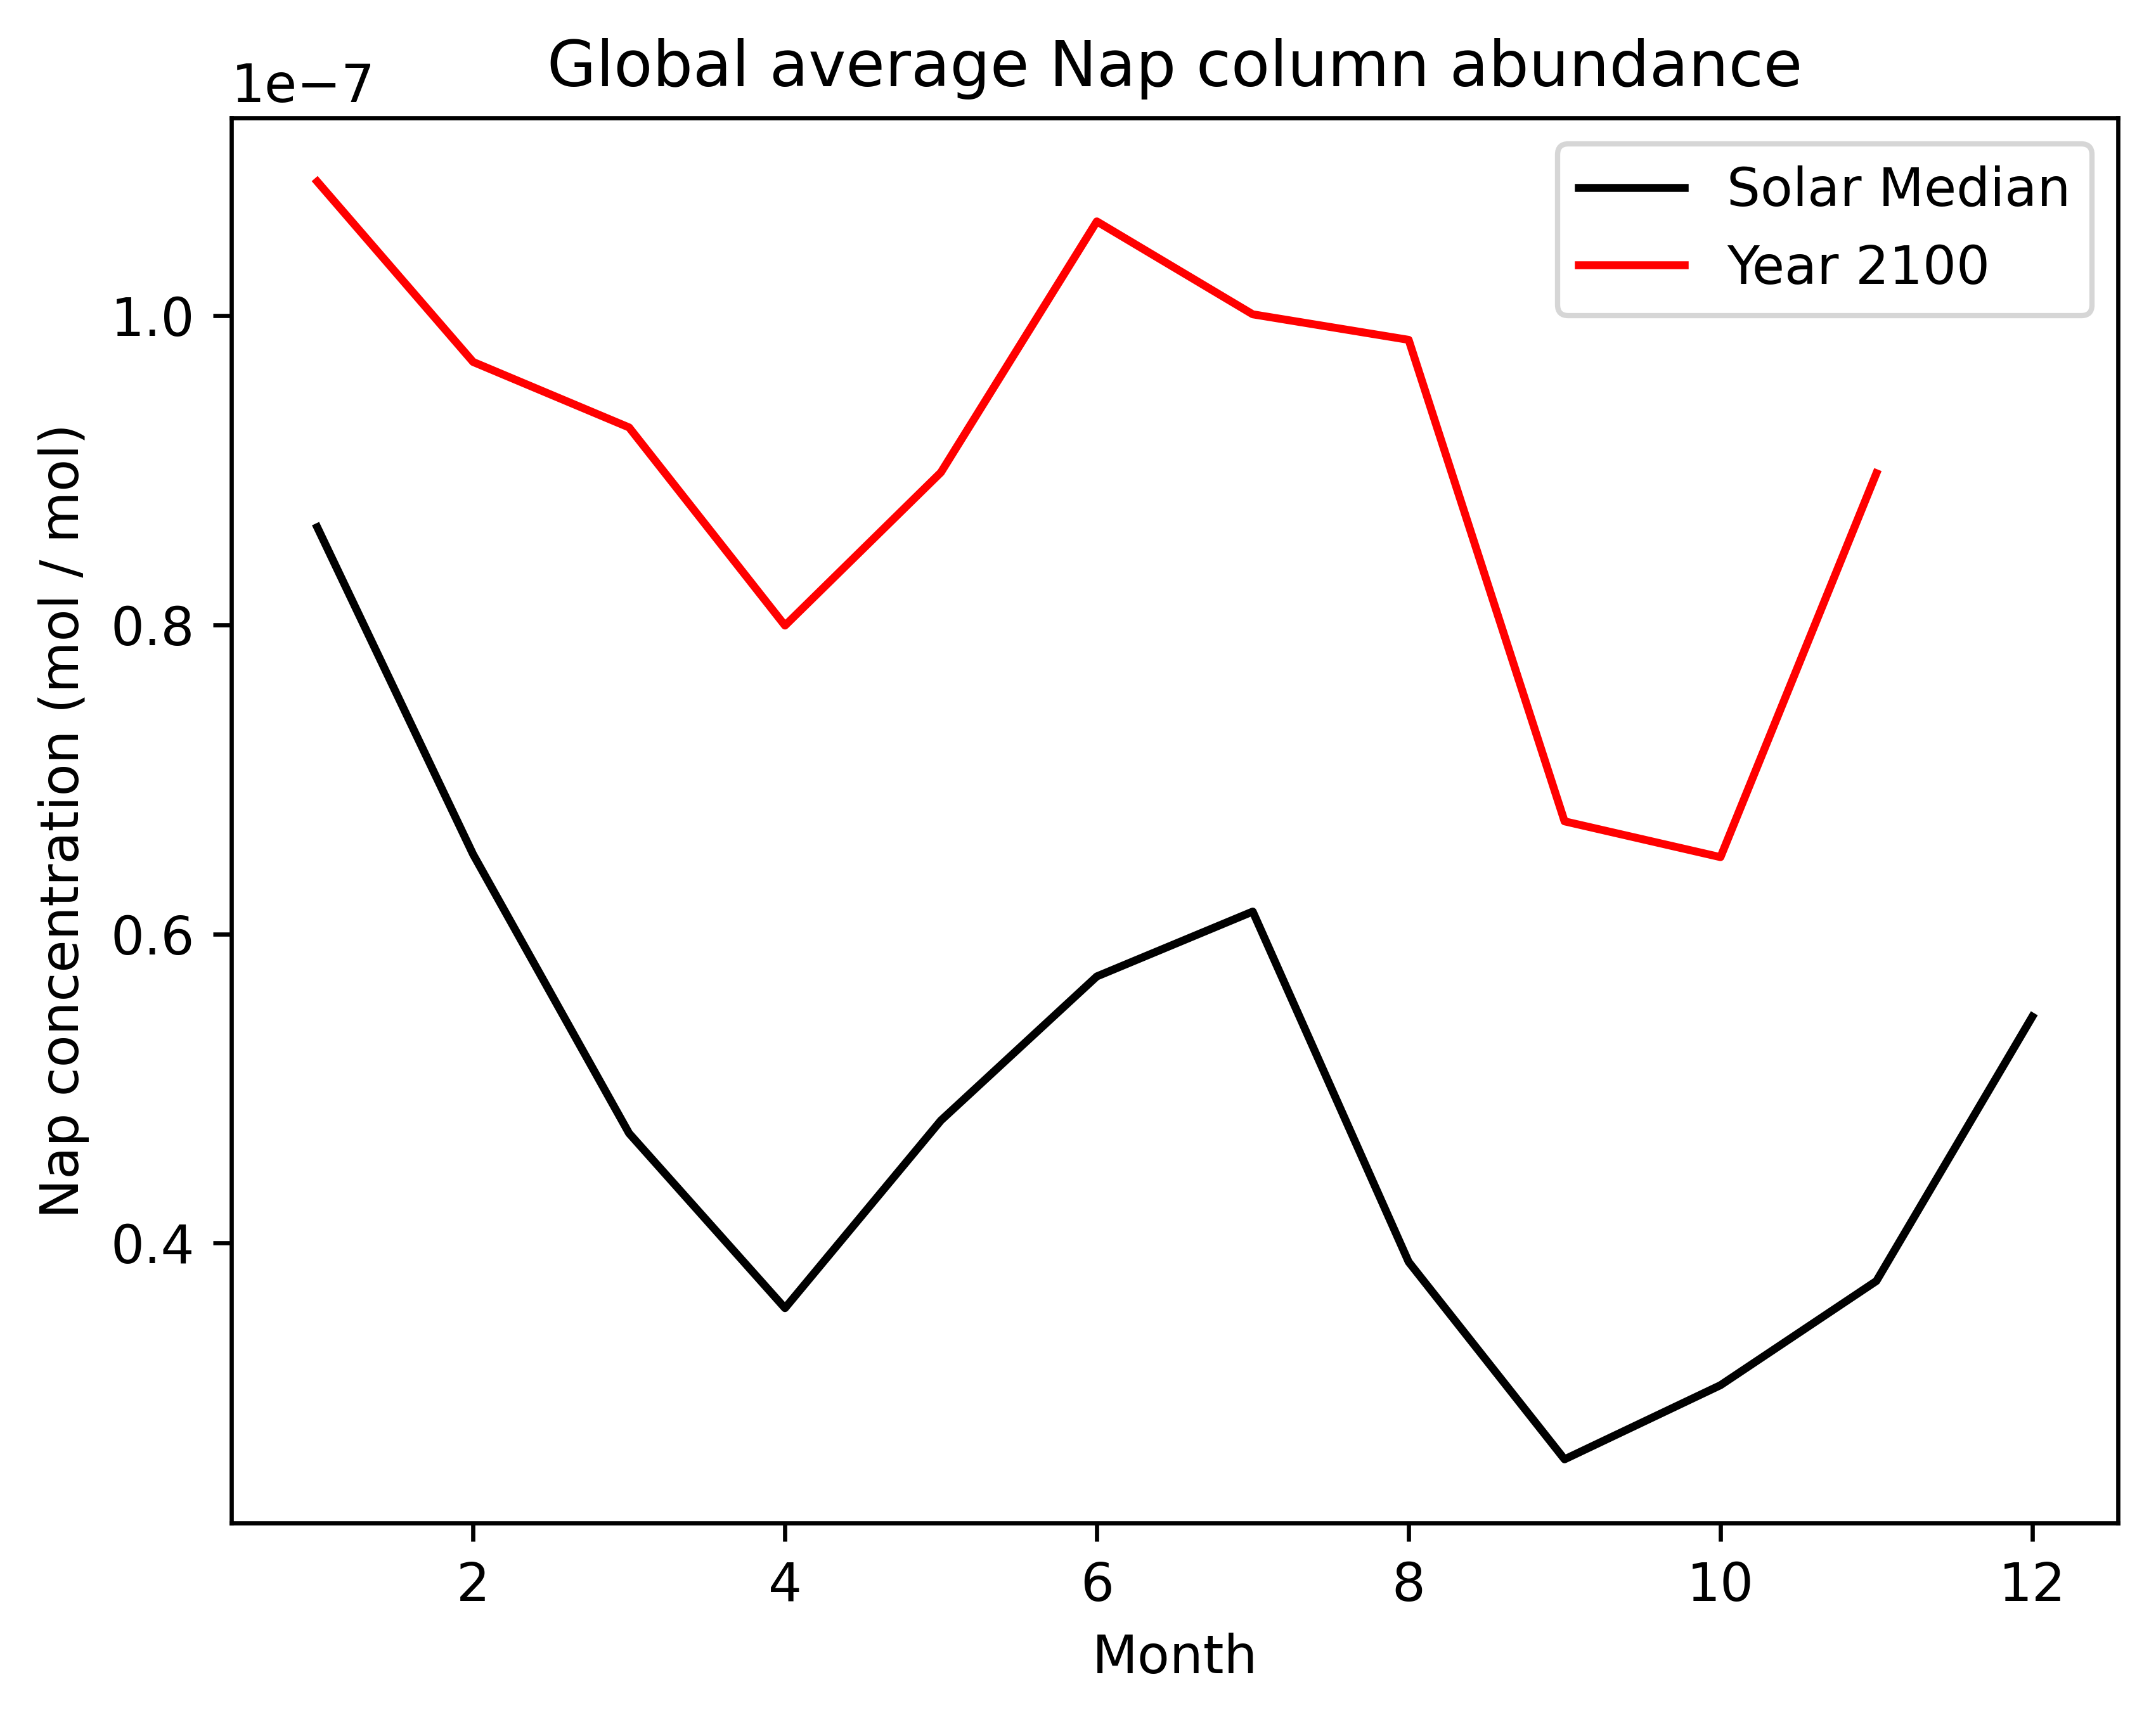 Global average Nap column abundance
1e−7
Solar Median
Year 2100
1.0
0.8
0.6
0.4
Nap concentration (mol / mol)
2 4 6 8 10 12
Month